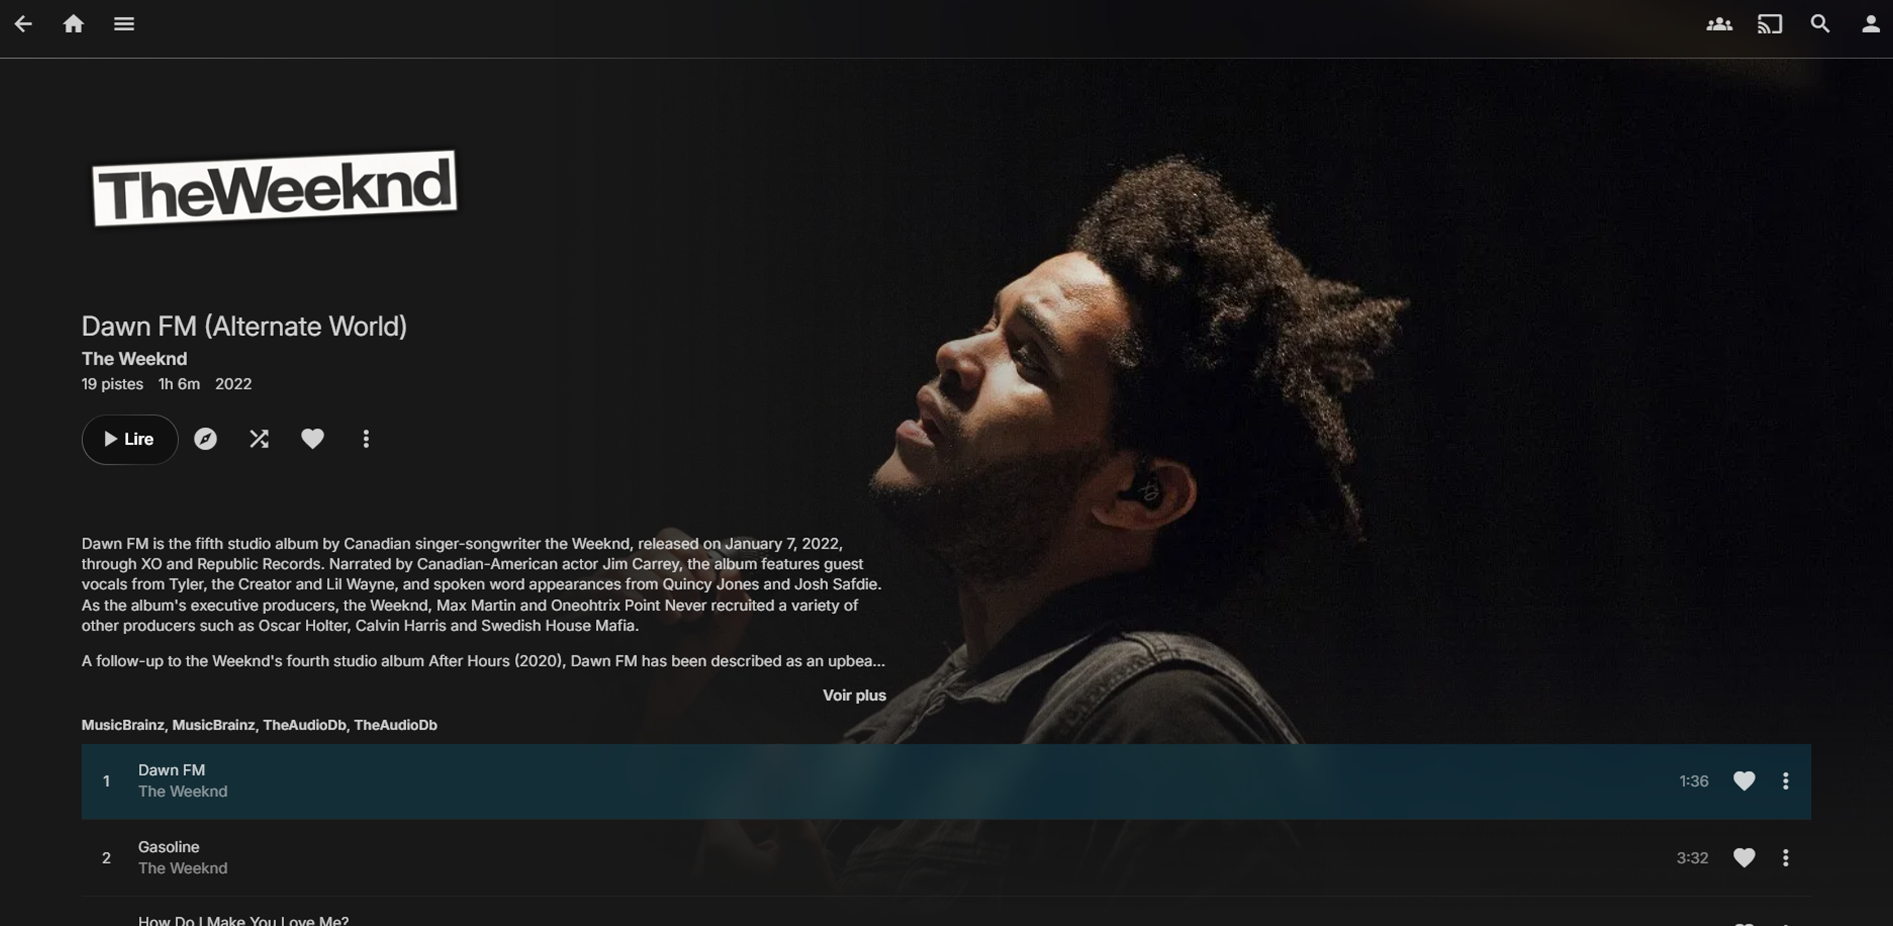 TheWeeknd
Dawn FM (Alternate World)
The Weeknd
19 pistes 1h 6m 2022
Lire
Dawn FM is the fifth studio album by Canadian singer-songwriter the Weeknd, released on January 7, 2022,
through XO and Republic Records. Narrated by Canadian-American actor Jim Carrey, the album features guest
vocals from Tyler, the Creator and Lil Wayne, and spoken word appearances from Quincy Jones and Josh Safdie.
As the album's executive producers, the Weeknd, Max Martin and Oneohtrix Point Never recruited a variety of
other producers such as Oscar Holter, Calvin Harris and Swedish House Mafia.
A follow-up to the Weeknd's fourth studio album After Hours (2020), Dawn FM has been described as an upbea...
Voir plus
MusicBrainz, MusicBrainz, TheAudioDb, TheAudioDb
1 Dawn FM 1:36
The Weeknd
2 Gasoline 3:32
The Weeknd
How Do I Make You Love Me?